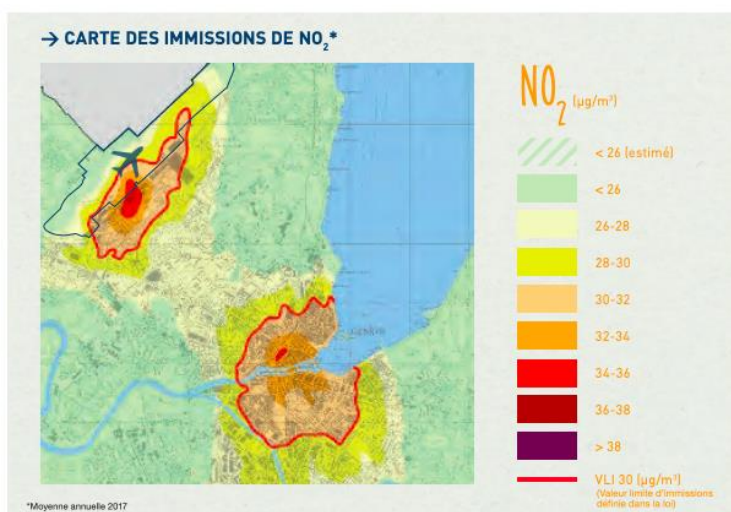 → CARTE DES IMMISSIONS DE NO₂*
NO₂ (µg/m³)
< 26 (estimé)
< 26
26-28
28-30
30-32
32-34
34-36
36-38
> 38
VLI 30 (µg/m³)
(Valeur limite d'immissions
définie dans la loi)
*Moyenne annuelle 2017